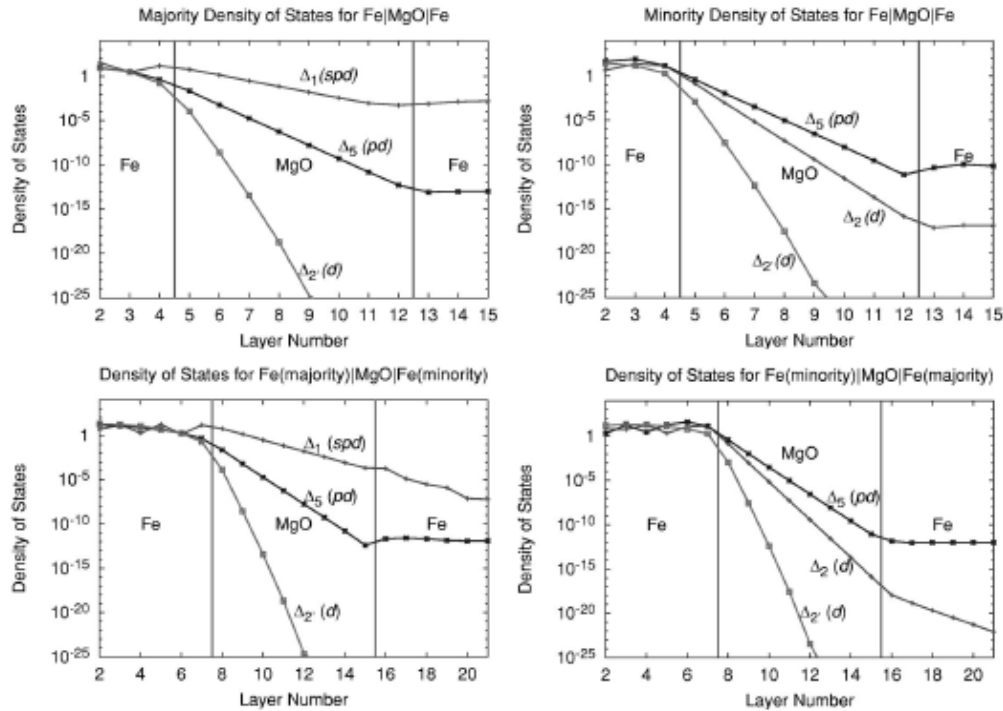 Majority Density of States for Fe|MgO|Fe
Density of States
1
10^-5
10^-10
10^-15
10^-20
10^-25
Δ₁(spd)
Δ₅ (pd)
Fe
MgO
Fe
Δ₂'(d)
2 3 4 5 6 7 8 9 10 11 12 13 14 15
Layer Number
Minority Density of States for Fe|MgO|Fe
Density of States
1
10^-5
10^-10
10^-15
10^-20
10^-25
Δ₅ (pd)
Fe
Fe
MgO
Δ₂ (d)
Δ₂'(d)
2 3 4 5 6 7 8 9 10 11 12 13 14 15
Layer Number
Density of States for Fe(majority)|MgO|Fe(minority)
Density of States
1
10^-5
10^-10
10^-15
10^-20
10^-25
Δ₁ (spd)
Δ₅ (pd)
Fe
MgO
Fe
Δ₂' (d)
2 4 6 8 10 12 14 16 18 20
Layer Number
Density of States for Fe(minority)|MgO|Fe(majority)
Density of States
1
10^-5
10^-10
10^-15
10^-20
10^-25
MgO
Δ₅ (pd)
Fe
Fe
Δ₂ (d)
Δ₂' (d)
2 4 6 8 10 12 14 16 18 20
Layer Number